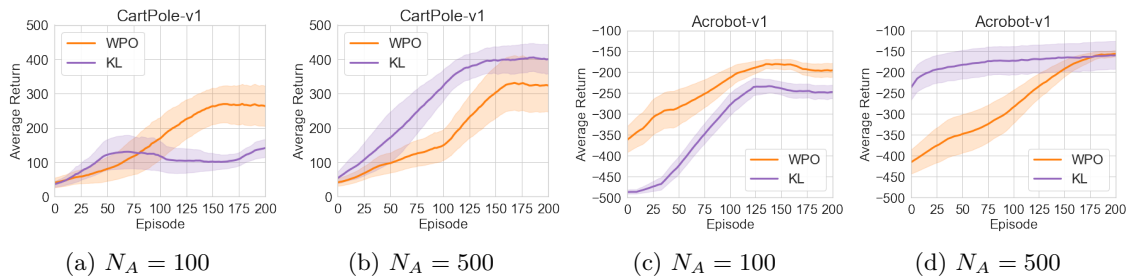 CartPole-v1
Average Return
500
400
300
200
100
0
WPO
KL
0 25 50 75 100 125 150 175 200
Episode
(a) N_A = 100
CartPole-v1
Average Return
500
400
300
200
100
0
WPO
KL
0 25 50 75 100 125 150 175 200
Episode
(b) N_A = 500
Acrobot-v1
Average Return
−100
−150
−200
−250
−300
−350
−400
−450
−500
WPO
KL
0 25 50 75 100 125 150 175 200
Episode
(c) N_A = 100
Acrobot-v1
Average Return
−100
−150
−200
−250
−300
−350
−400
−450
−500
WPO
KL
0 25 50 75 100 125 150 175 200
Episode
(d) N_A = 500